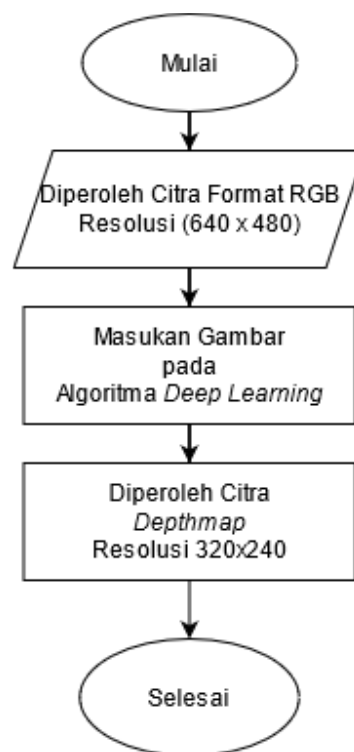 Mulai
Diperoleh Citra Format RGB
Resolusi (640 x 480)
Masukan Gambar
pada
Algoritma Deep Learning
Diperoleh Citra
Depthmap
Resolusi 320x240
Selesai